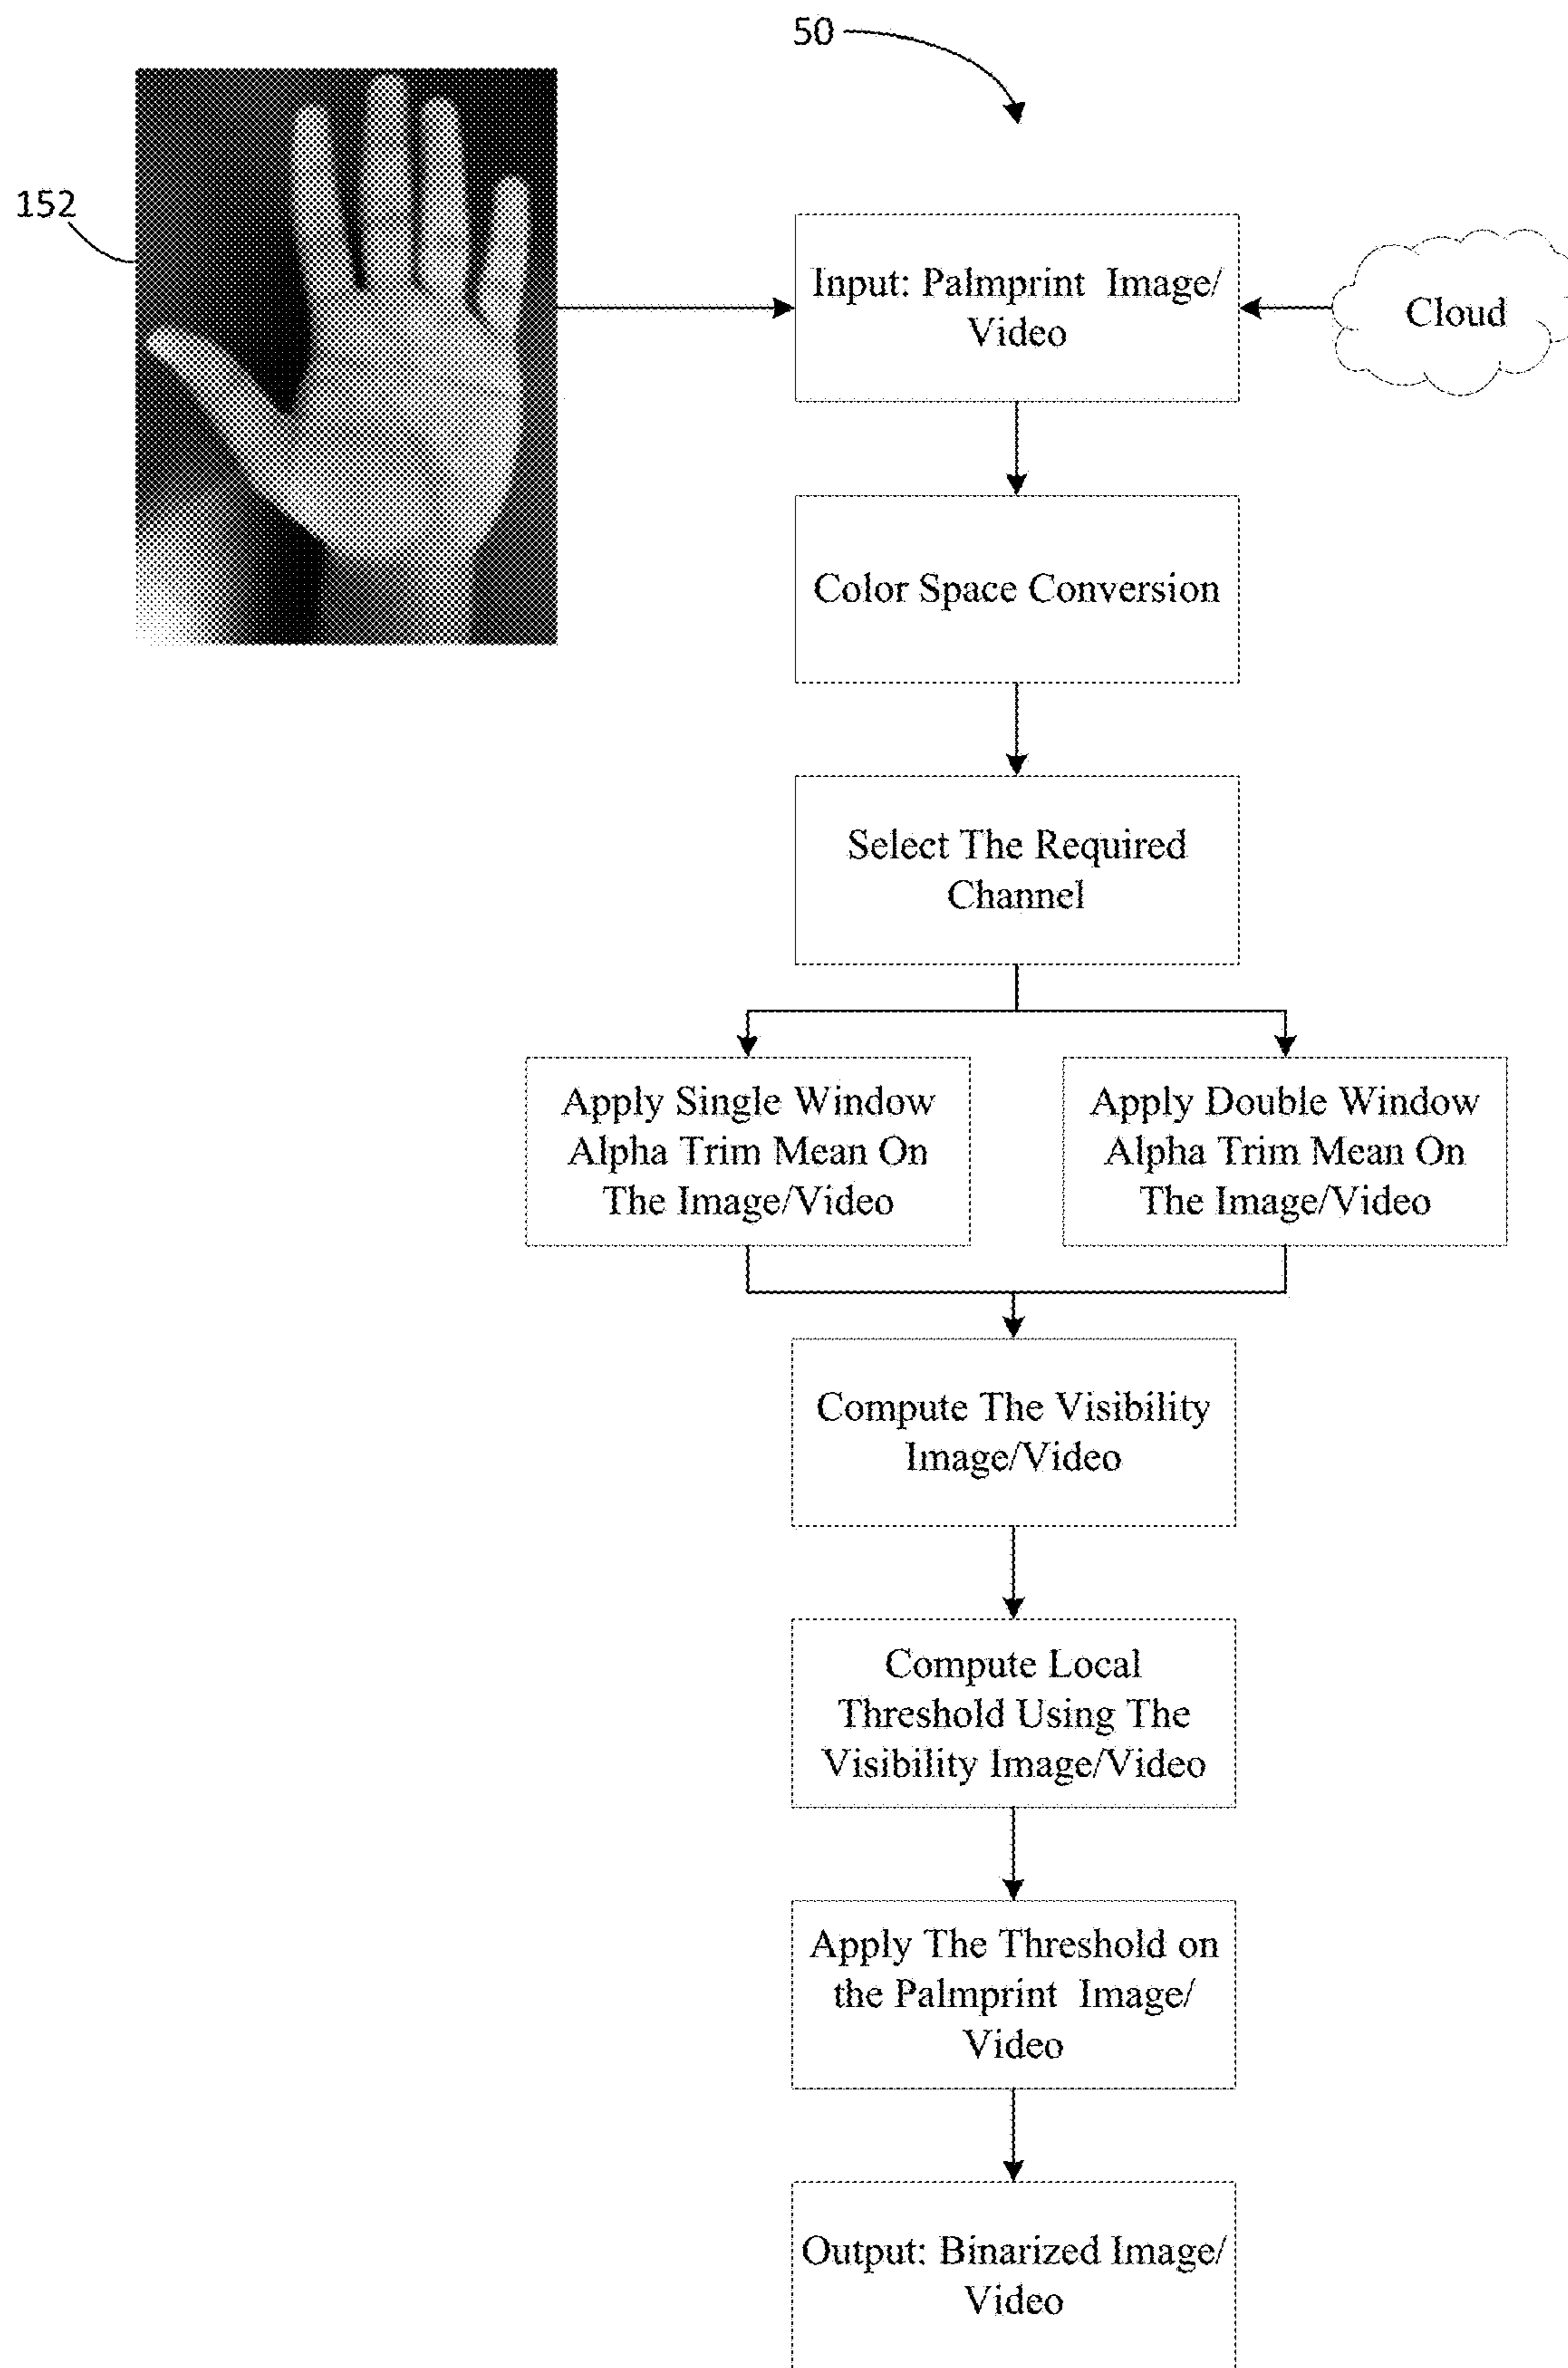 50
152
Input: Palmprint Image/
Video
Cloud
Color Space Conversion
Select The Required
Channel
Apply Single Window
Alpha Trim Mean On
The Image/Video
Apply Double Window
Alpha Trim Mean On
The Image/Video
Compute The Visibility
Image/Video
Compute Local
Threshold Using The
Visibility Image/Video
Apply The Threshold on
the Palmprint Image/
Video
Output: Binarized Image/
Video